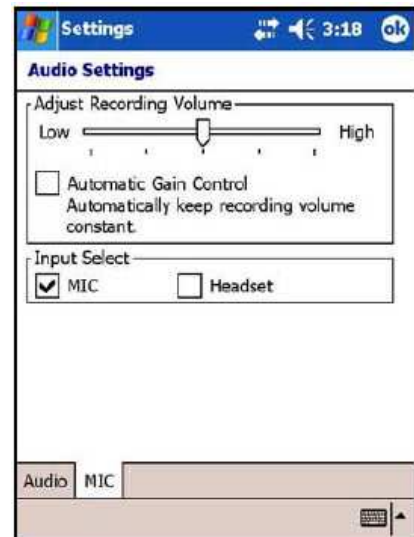 Settings 3:18 ok
Audio Settings
Adjust Recording Volume
Low High
Automatic Gain Control
Automatically keep recording volume
constant.
Input Select
MIC Headset
Audio MIC